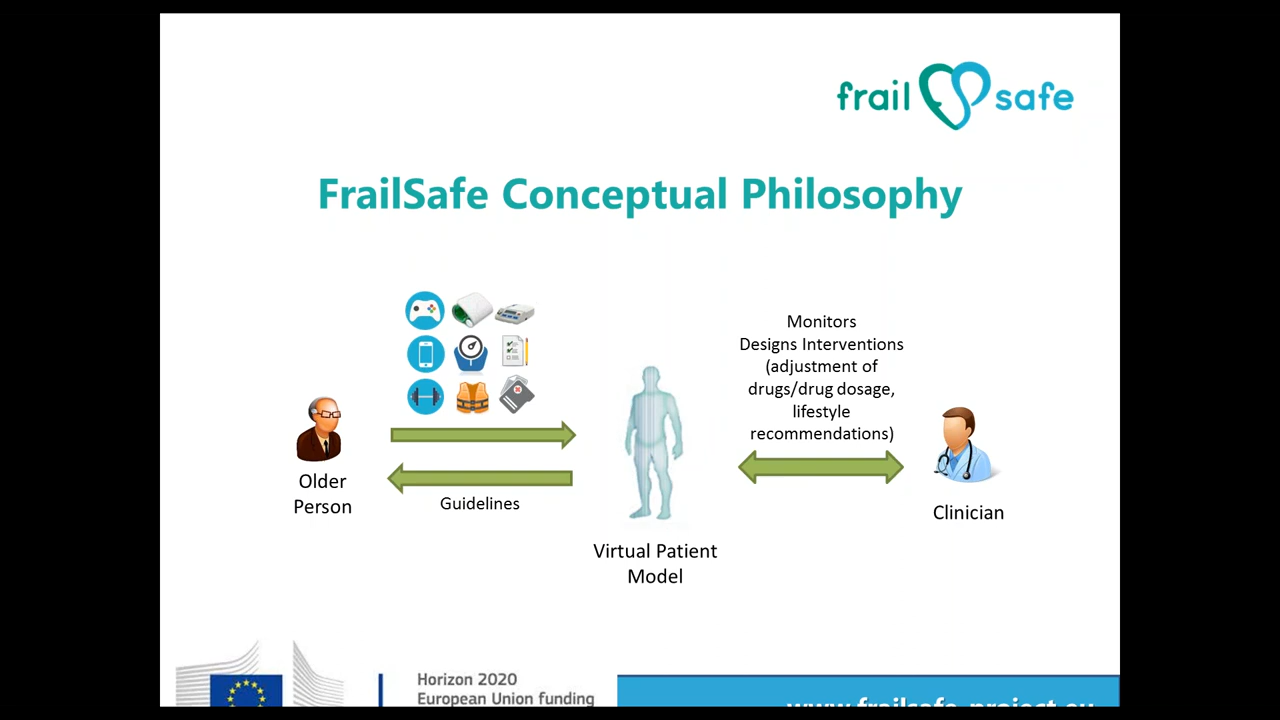 frail safe
FrailSafe Conceptual Philosophy
Monitors
Designs Interventions
(adjustment of
drugs/drug dosage,
lifestyle
recommendations)
Older
Person
Guidelines
Clinician
Virtual Patient
Model
Horizon 2020
European Union funding
www.frailsafe-project.eu